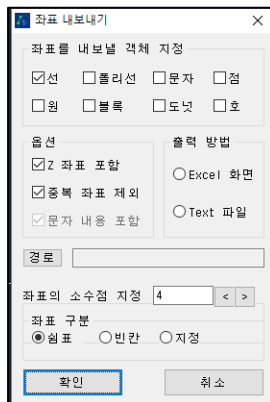 좌표 내보내기
좌표를 내보낼 객체 지정
선 폴리선 문자 점
원 블록 도넛 호
옵션 출력 방법
Z 좌표 포함
Excel 화면
중복 좌표 제외
Text 파일
문자 내용 포함
경로
좌표의 소수점 지정 4 < >
좌표 구분
쉼표 빈칸 지정
확인 취소